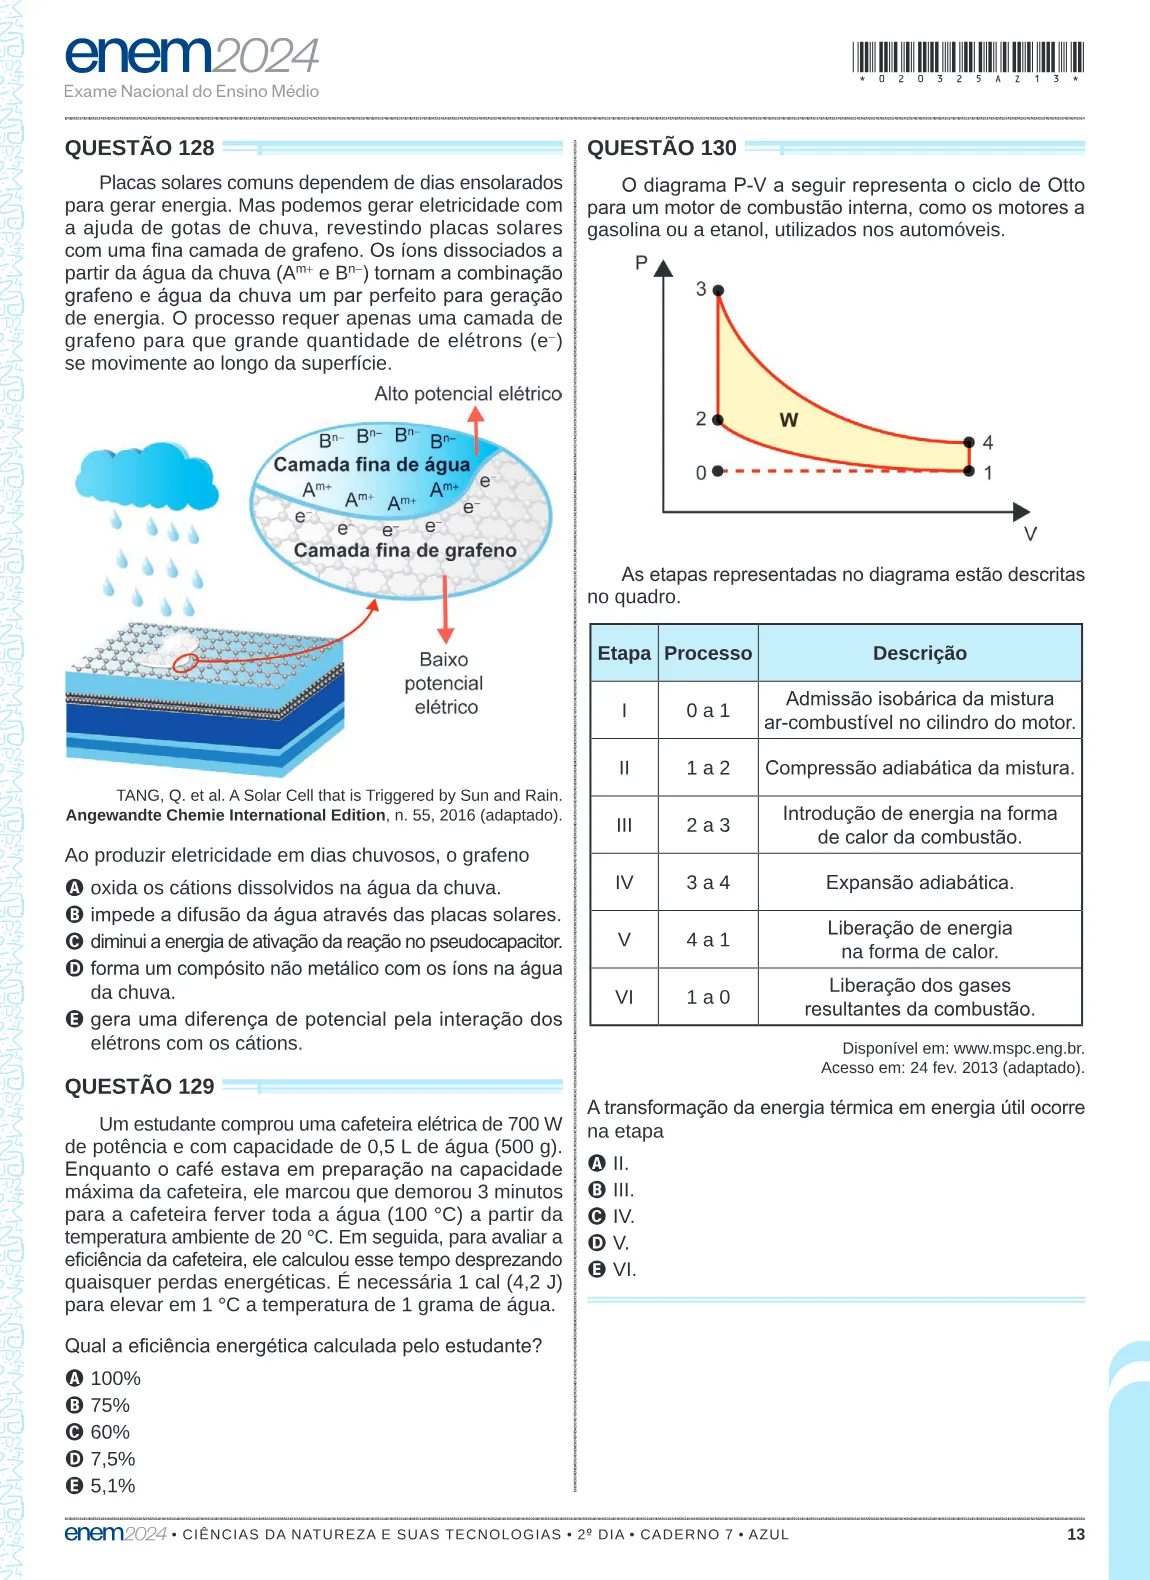 enem2024
Exame Nacional do Ensino Médio
*020325AZ13*
QUESTÃO 128
Placas solares comuns dependem de dias ensolarados
para gerar energia. Mas podemos gerar eletricidade com
a ajuda de gotas de chuva, revestindo placas solares
com uma fina camada de grafeno. Os íons dissociados a
partir da água da chuva (Aᵐ⁺ e Bⁿ⁻) tornam a combinação
grafeno e água da chuva um par perfeito para geração
de energia. O processo requer apenas uma camada de
grafeno para que grande quantidade de elétrons (e⁻)
se movimente ao longo da superfície.
Alto potencial elétrico
Bⁿ⁻ Bⁿ⁻ Bⁿ⁻ Bⁿ⁻
Camada fina de água
Aᵐ⁺ Aᵐ⁺ Aᵐ⁺ Aᵐ⁺
e⁻ e⁻ e⁻ e⁻ e⁻ e⁻
Camada fina de grafeno
Baixo
potencial
elétrico
TANG, Q. et al. A Solar Cell that is Triggered by Sun and Rain.
Angewandte Chemie International Edition, n. 55, 2016 (adaptado).
Ao produzir eletricidade em dias chuvosos, o grafeno
A oxida os cátions dissolvidos na água da chuva.
B impede a difusão da água através das placas solares.
C diminui a energia de ativação da reação no pseudocapacitor.
D forma um compósito não metálico com os íons na água
da chuva.
E gera uma diferença de potencial pela interação dos
elétrons com os cátions.
QUESTÃO 129
Um estudante comprou uma cafeteira elétrica de 700 W
de potência e com capacidade de 0,5 L de água (500 g).
Enquanto o café estava em preparação na capacidade
máxima da cafeteira, ele marcou que demorou 3 minutos
para a cafeteira ferver toda a água (100 °C) a partir da
temperatura ambiente de 20 °C. Em seguida, para avaliar a
eficiência da cafeteira, ele calculou esse tempo desprezando
quaisquer perdas energéticas. É necessária 1 cal (4,2 J)
para elevar em 1 °C a temperatura de 1 grama de água.
Qual a eficiência energética calculada pelo estudante?
A 100%
B 75%
C 60%
D 7,5%
E 5,1%
QUESTÃO 130
O diagrama P-V a seguir representa o ciclo de Otto
para um motor de combustão interna, como os motores a
gasolina ou a etanol, utilizados nos automóveis.
P
3
2
W
4
0
1
V
As etapas representadas no diagrama estão descritas
no quadro.
Etapa Processo Descrição
I 0 a 1 Admissão isobárica da mistura
ar-combustível no cilindro do motor.
II 1 a 2 Compressão adiabática da mistura.
III 2 a 3 Introdução de energia na forma
de calor da combustão.
IV 3 a 4 Expansão adiabática.
V 4 a 1 Liberação de energia
na forma de calor.
VI 1 a 0 Liberação dos gases
resultantes da combustão.
Disponível em: www.mspc.eng.br.
Acesso em: 24 fev. 2013 (adaptado).
A transformação da energia térmica em energia útil ocorre
na etapa
A II.
B III.
C IV.
D V.
E VI.
enem2024 • CIÊNCIAS DA NATUREZA E SUAS TECNOLOGIAS • 2º DIA • CADERNO 7 • AZUL
13